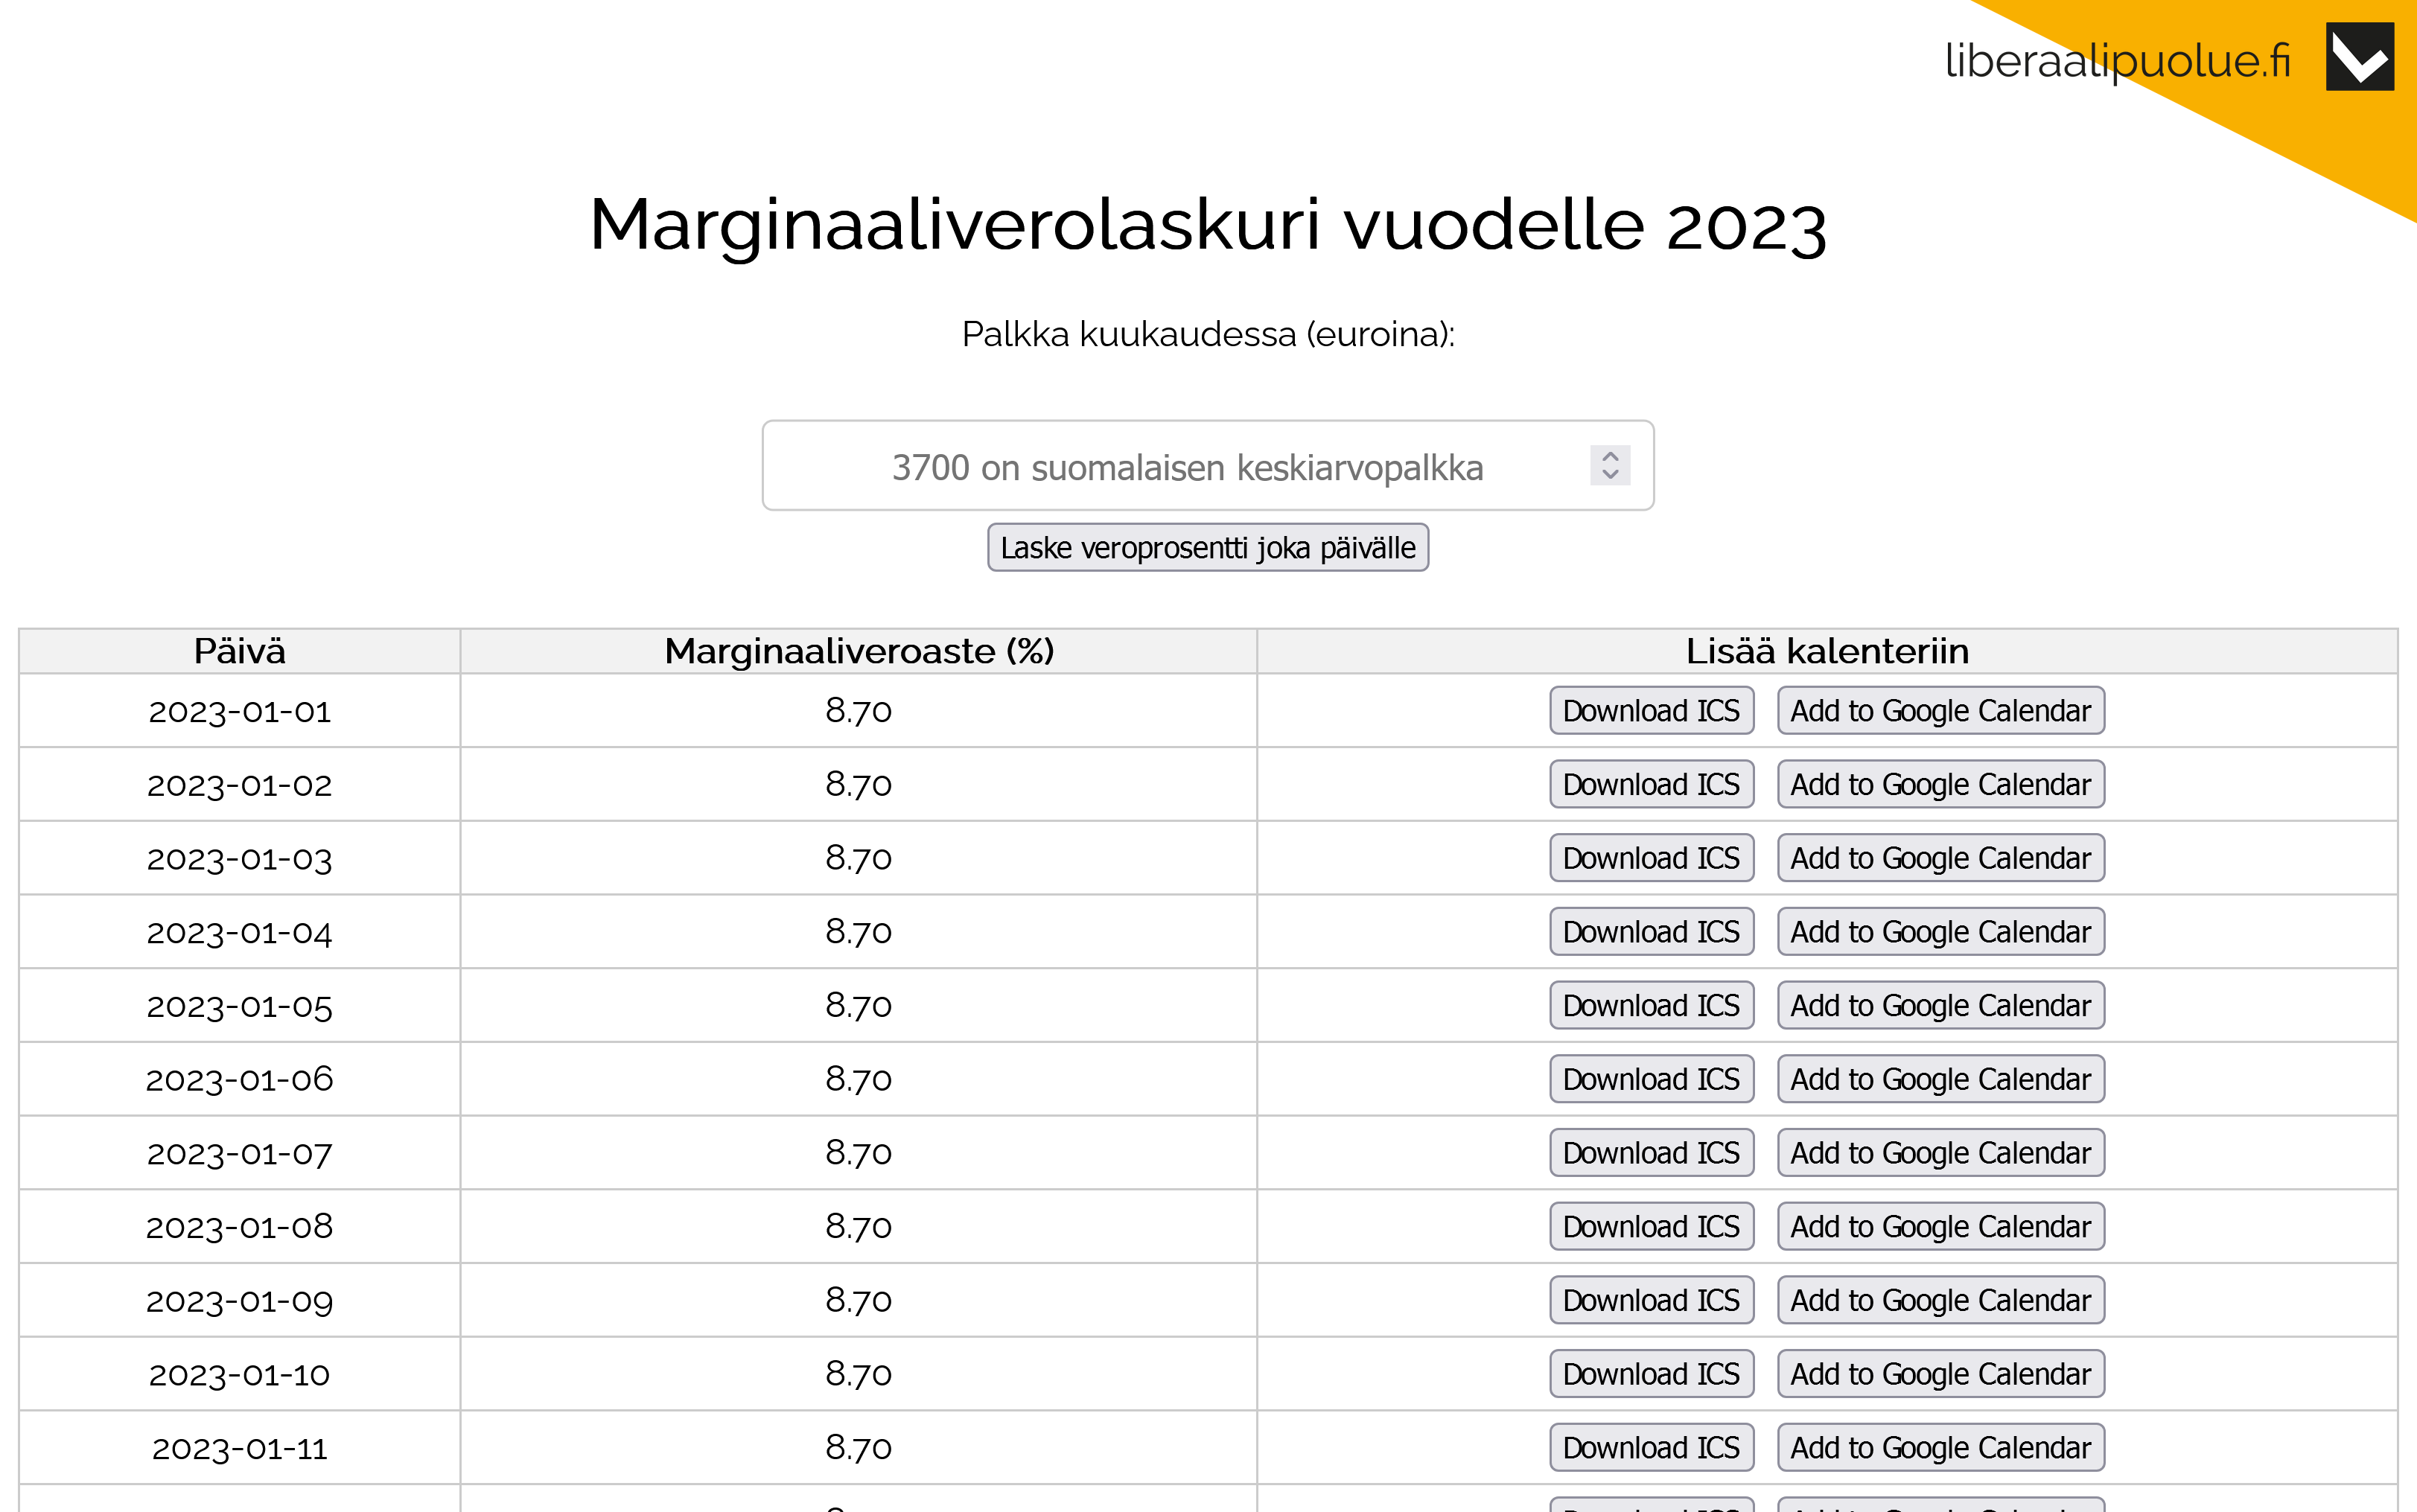 liberaalipuolue.fi
Marginaaliverolaskuri vuodelle 2023
Palkka kuukaudessa (euroina):
3700 on suomalaisen keskiarvopalkka
Laske veroprosentti joka päivälle
Päivä Marginaaliveroaste (%) Lisää kalenteriin
2023-01-01 8.70 Download ICS Add to Google Calendar
2023-01-02 8.70 Download ICS Add to Google Calendar
2023-01-03 8.70 Download ICS Add to Google Calendar
2023-01-04 8.70 Download ICS Add to Google Calendar
2023-01-05 8.70 Download ICS Add to Google Calendar
2023-01-06 8.70 Download ICS Add to Google Calendar
2023-01-07 8.70 Download ICS Add to Google Calendar
2023-01-08 8.70 Download ICS Add to Google Calendar
2023-01-09 8.70 Download ICS Add to Google Calendar
2023-01-10 8.70 Download ICS Add to Google Calendar
2023-01-11 8.70 Download ICS Add to Google Calendar